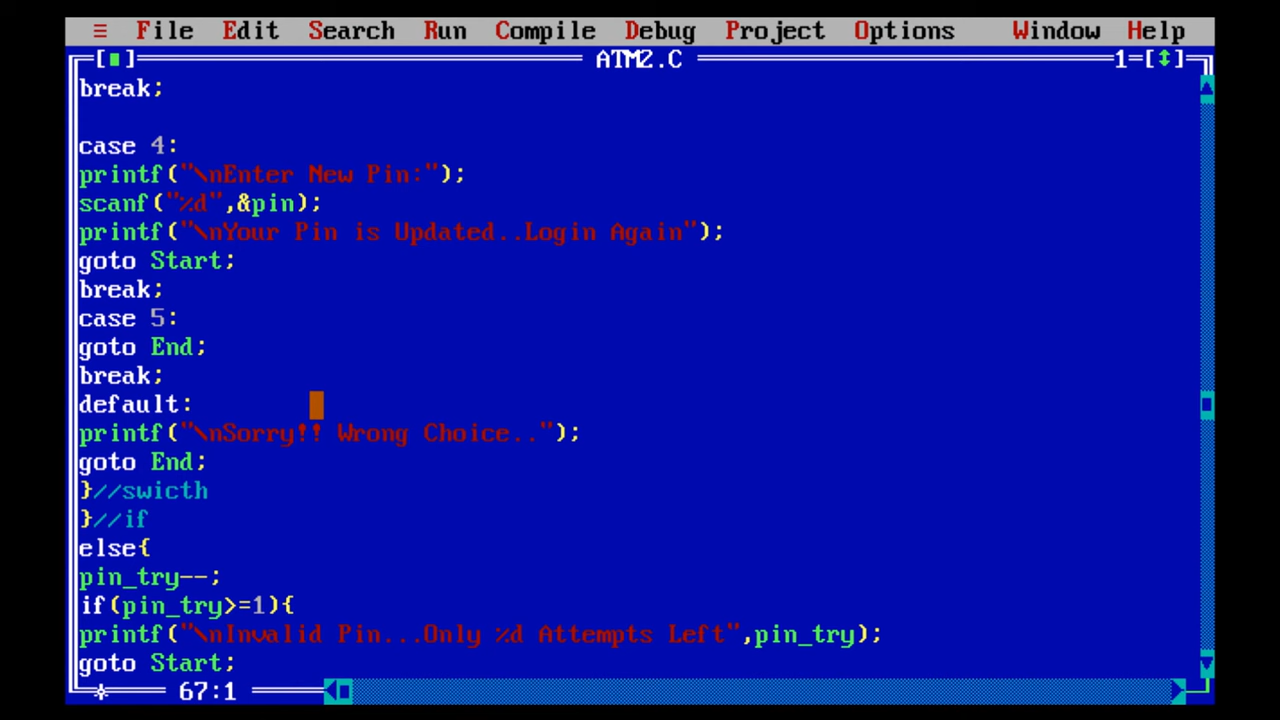 ≡ File Edit Search Run Compile Debug Project Options Window Help
[■] ATM2.C 1=[↕]
break;
case 4:
printf("\nEnter New Pin:");
scanf("%d",&pin);
printf("\nYour Pin is Updated..Login Again");
goto Start;
break;
case 5:
goto End;
break;
default:
printf("\nSorry!! Wrong Choice..");
goto End;
}//swicth
}//if
else{
pin_try--;
if(pin_try>=1){
printf("\nInvalid Pin...Only %d Attempts Left",pin_try);
goto Start;
67:1